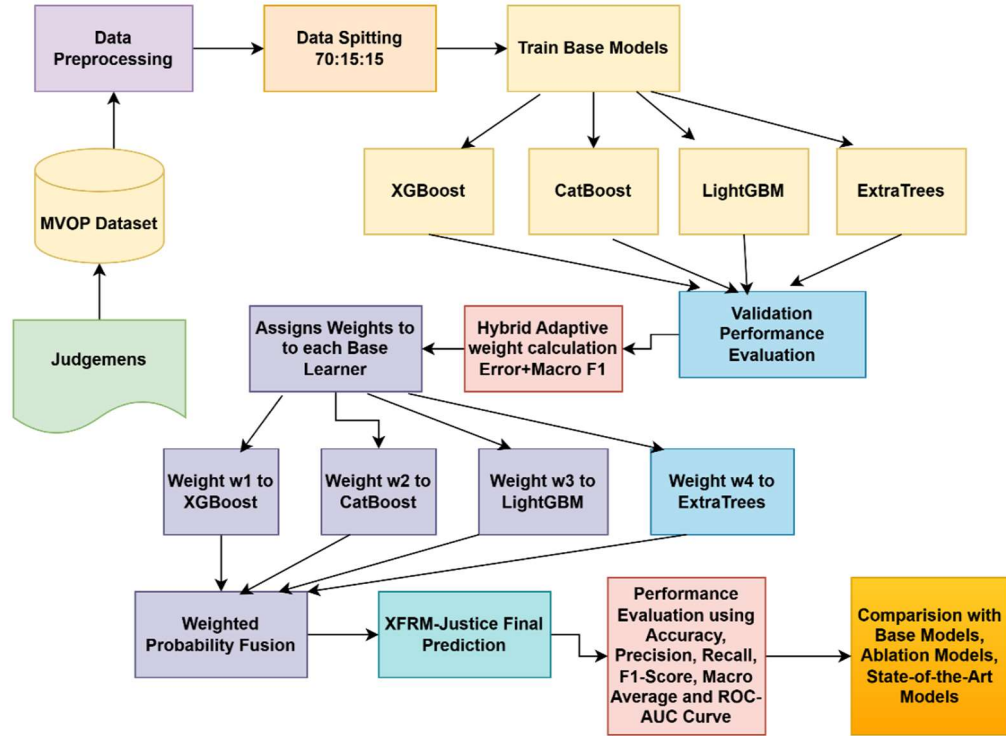 Data
Preprocessing
Data Spitting
70:15:15
Train Base Models
XGBoost
CatBoost
LightGBM
ExtraTrees
MVOP Dataset
Judgemens
Validation
Performance
Evaluation
Hybrid Adaptive
weight calculation
Error+Macro F1
Assigns Weights to
to each Base
Learner
Weight w1 to
XGBoost
Weight w2 to
CatBoost
Weight w3 to
LightGBM
Weight w4 to
ExtraTrees
Weighted
Probability Fusion
XFRM-Justice Final
Prediction
Performance
Evaluation using
Accuracy,
Precision, Recall,
F1-Score, Macro
Average and ROC-
AUC Curve
Comparision with
Base Models,
Ablation Models,
State-of-the-Art
Models